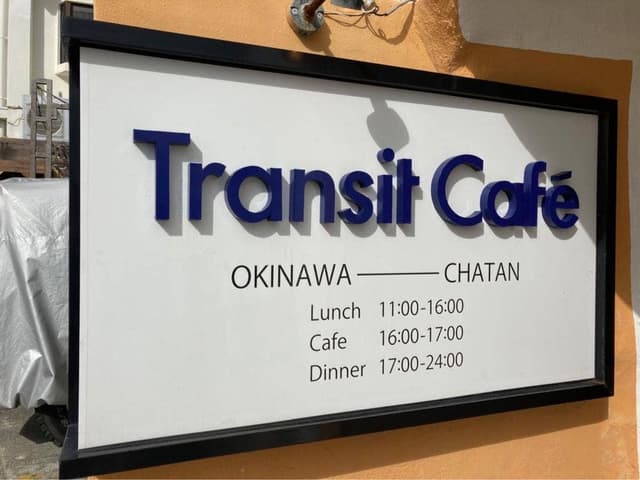 Transit Café
OKINAWA — CHATAN
Lunch 11:00-16:00
Cafe 16:00-17:00
Dinner 17:00-24:00